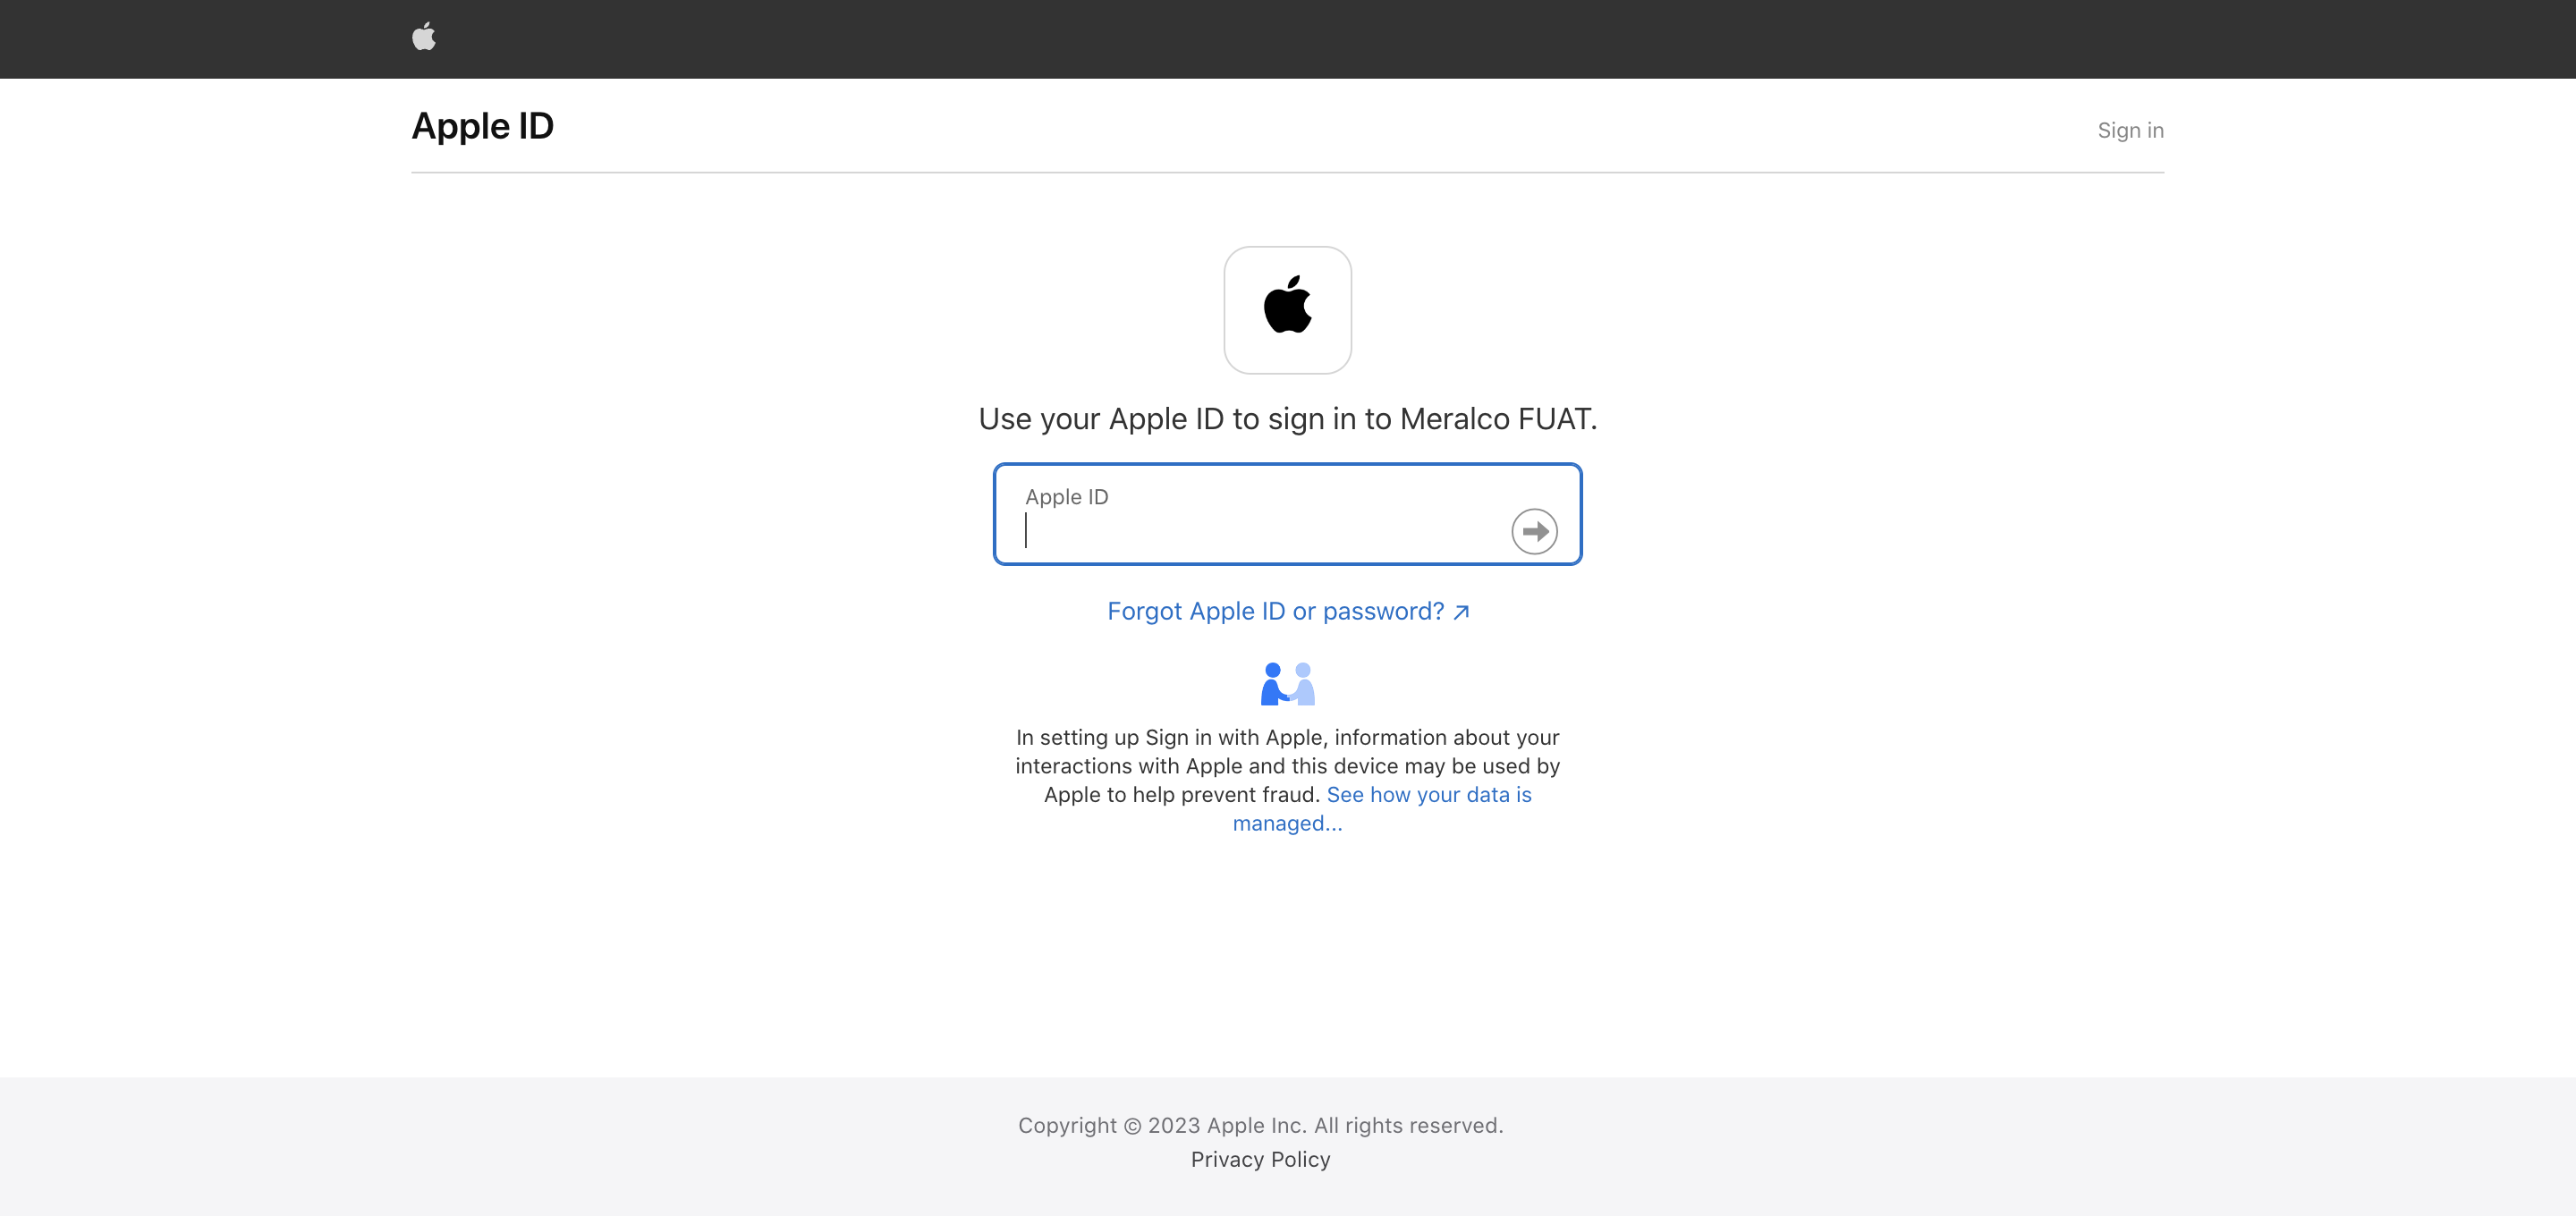 Apple ID
Sign in
Use your Apple ID to sign in to Meralco FUAT.
Apple ID
Forgot Apple ID or password?
In setting up Sign in with Apple, information about your
interactions with Apple and this device may be used by
Apple to help prevent fraud. See how your data is
managed...
Copyright © 2023 Apple Inc. All rights reserved.
Privacy Policy